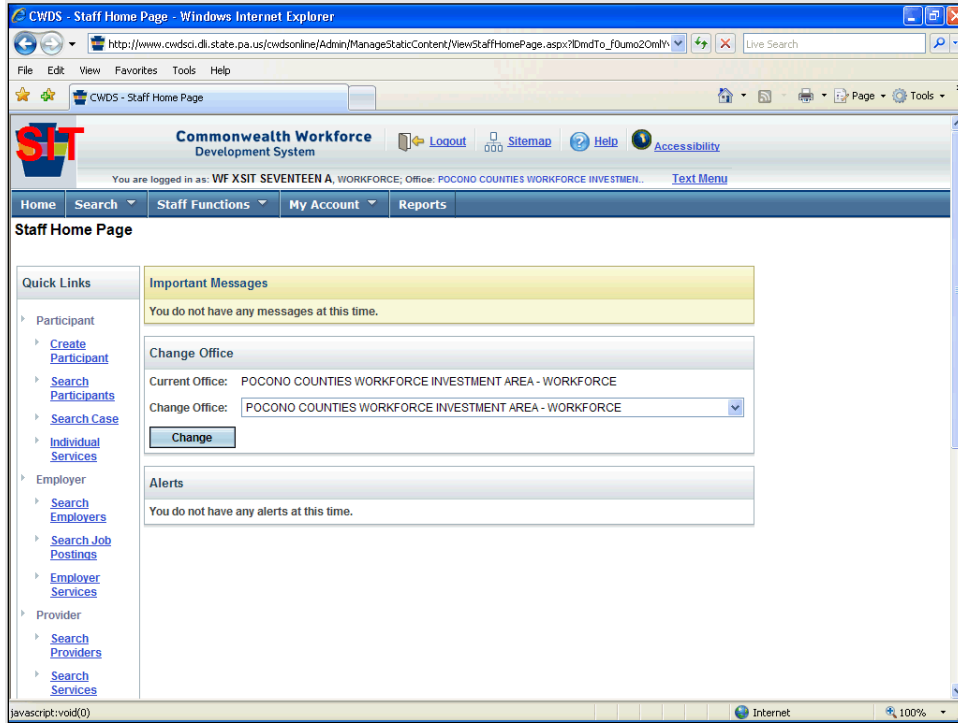 CWDS - Staff Home Page - Windows Internet Explorer
http://www.cwdsci.dli.state.pa.us/cwdsonline/Admin/ManageStaticContent/ViewStaffHomePage.aspx?
Live Search
File Edit View Favorites Tools Help
CWDS - Staff Home Page
Page Tools
SIT
Commonwealth Workforce
Development System
Logout Sitemap Help Accessibility
You are logged in as: WF XSIT SEVENTEEN A, WORKFORCE; Office: POCONO COUNTIES WORKFORCE INVESTMEN.. Text Menu
Home Search Staff Functions My Account Reports
Staff Home Page
Quick Links
Participant
Create
Participant
Search
Participants
Search Case
Individual
Services
Employer
Search
Employers
Search Job
Postings
Employer
Services
Provider
Search
Providers
Search
Services
Important Messages
You do not have any messages at this time.
Change Office
Current Office: POCONO COUNTIES WORKFORCE INVESTMENT AREA - WORKFORCE
Change Office: POCONO COUNTIES WORKFORCE INVESTMENT AREA - WORKFORCE
Change
Alerts
You do not have any alerts at this time.
javascript:void(0)
Internet
100%